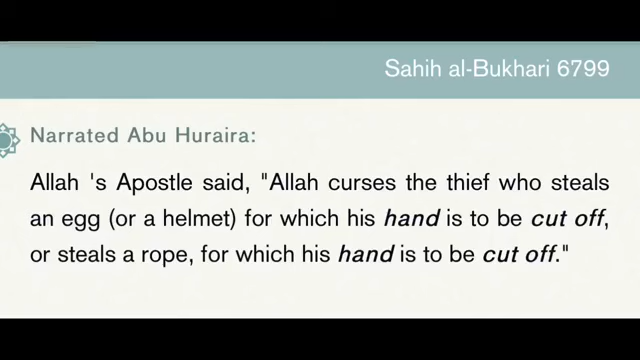 Sahih al-Bukhari 6799
Narrated Abu Huraira:
Allah 's Apostle said, "Allah curses the thief who steals
an egg (or a helmet) for which his hand is to be cut off,
or steals a rope, for which his hand is to be cut off."